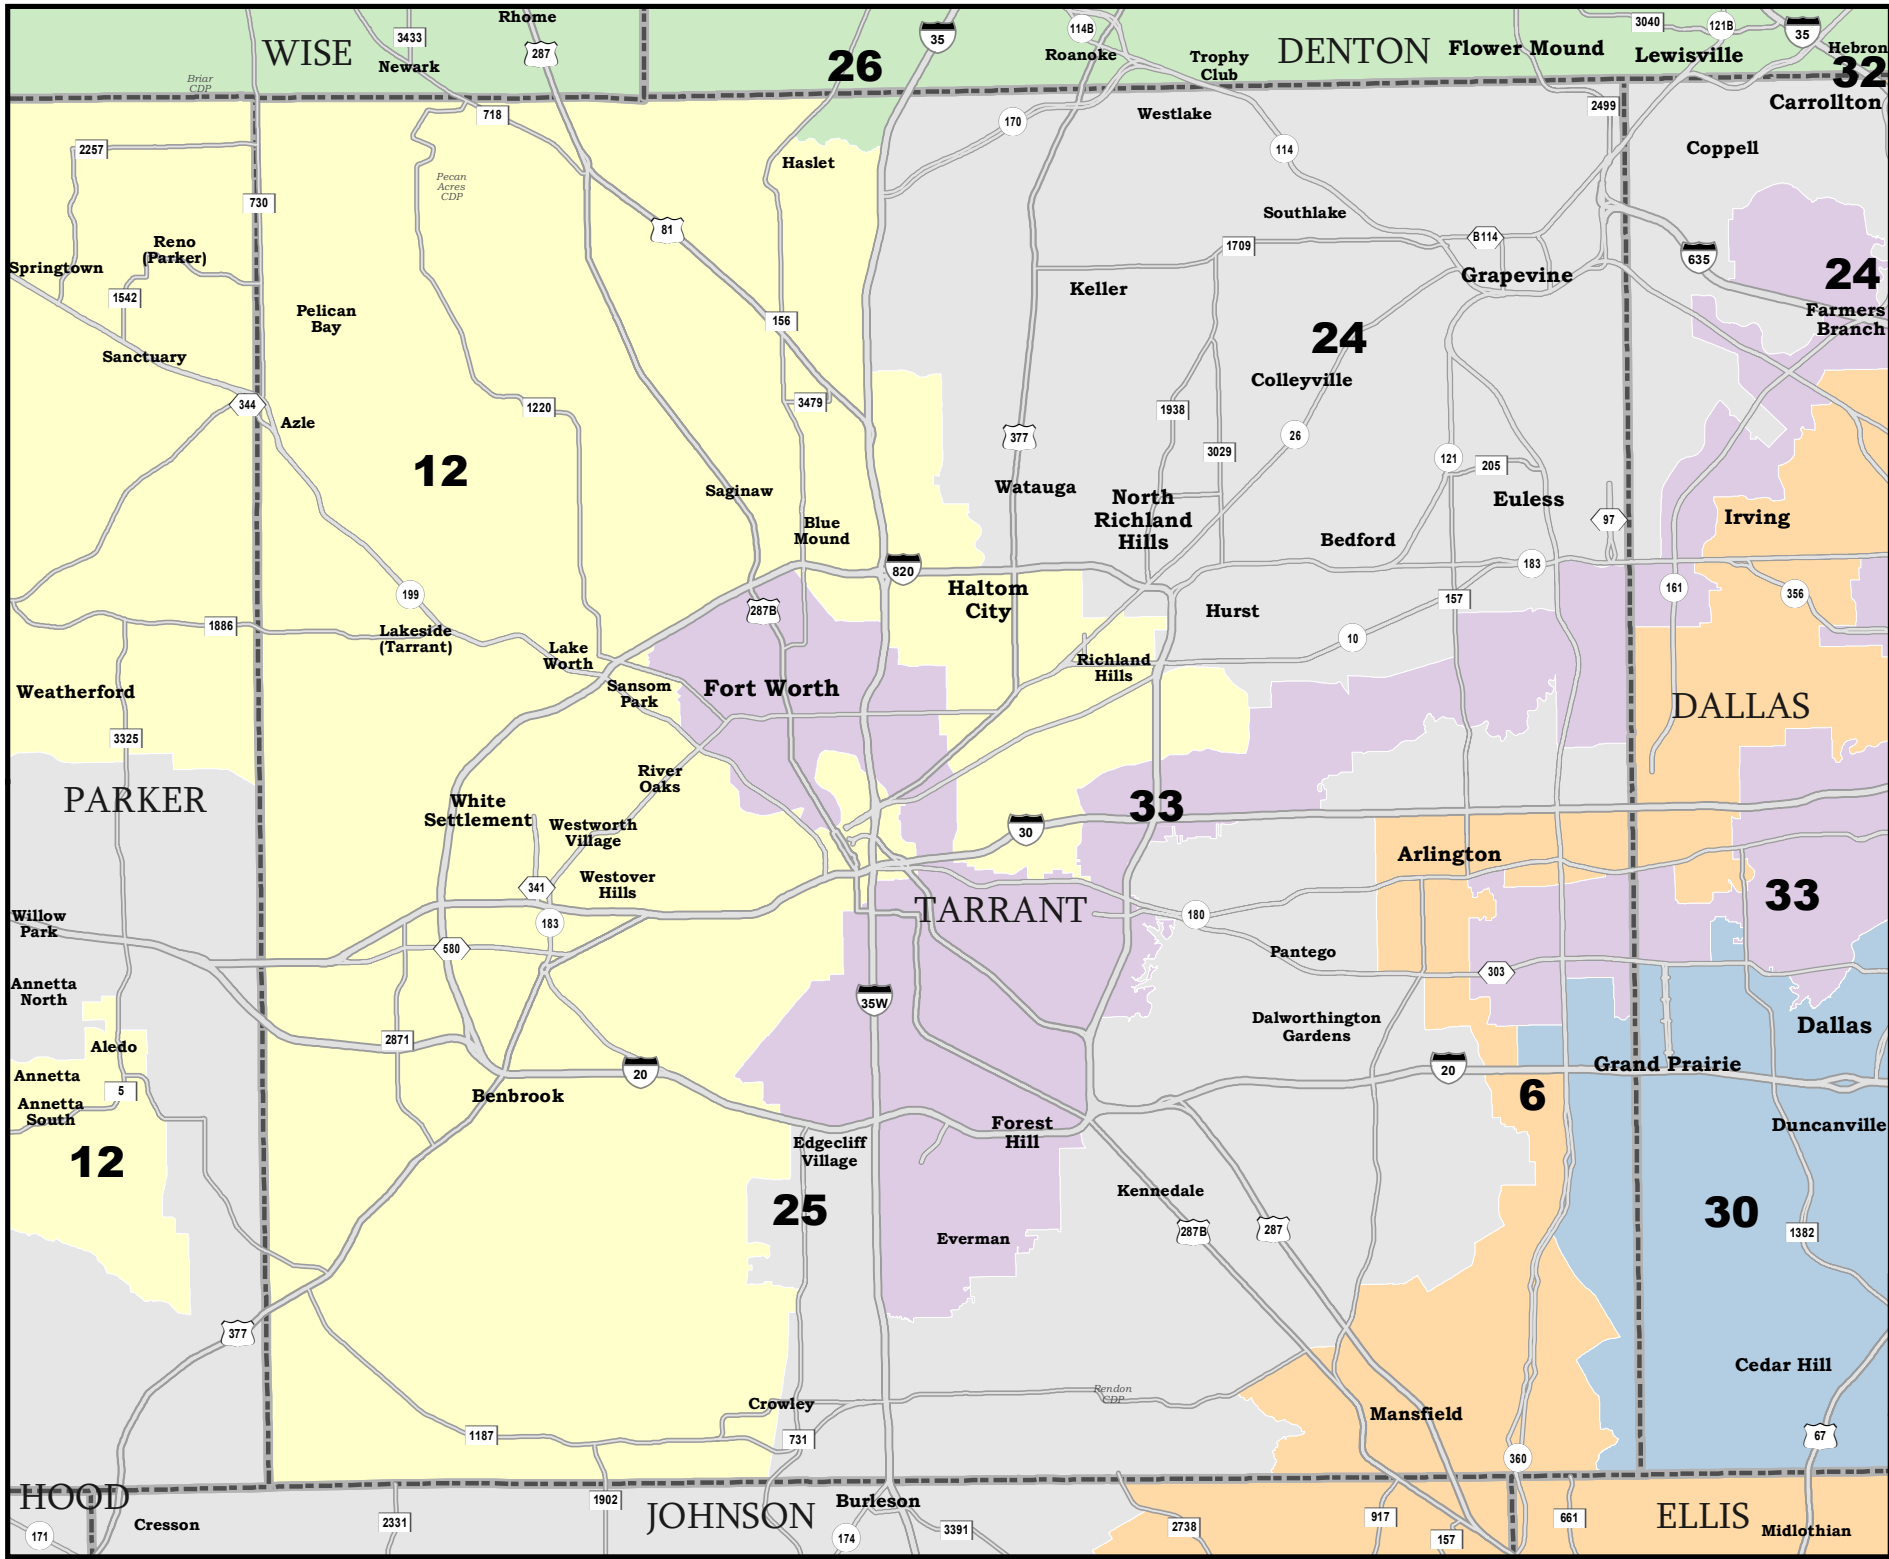 Rhome
WISE
3433
287
Newark
Briar
CDP
26
35
114B
Roanoke
Trophy
Club
DENTON
Flower Mound
3040
121B
35
Lewisville
Hebron
32
Carrollton
718
170
Westlake
2499
114
Coppell
2257
Haslet
Pecan
Acres
CDP
730
81
Southlake
B114
1709
Reno
(Parker)
Springtown
1542
635
24
Grapevine
Keller
Farmers
Branch
Pelican
Bay
156
24
Sanctuary
Colleyville
344
Azle
1220
3479
1938
377
26
3029
121
205
12
Saginaw
Watauga
North
Richland
Hills
Euless
97
Irving
Blue
Mound
Bedford
820
183
199
287B
Haltom
City
157
161
356
Hurst
1886
Lakeside
(Tarrant)
10
Lake
Worth
Richland
Hills
Weatherford
Sansom
Park
Fort Worth
DALLAS
3325
River
Oaks
PARKER
White
Settlement
33
Westworth
Village
30
Arlington
341
Westover
Hills
33
Willow
Park
183
TARRANT
180
580
Pantego
303
Annetta
North
35W
Dalworthington
Gardens
Dallas
2871
Aledo
20
20
Grand Prairie
Annetta
5
Benbrook
6
Annetta
South
Forest
Hill
Duncanville
Edgecliff
Village
12
25
Kennedale
30
287B
287
1382
Everman
377
Cedar Hill
Rendon
CDP
Crowley
Mansfield
1187
731
67
360
HOOD
1902
JOHNSON
Burleson
ELLIS
171
Cresson
2331
174
3391
2738
917
157
661
Midlothian